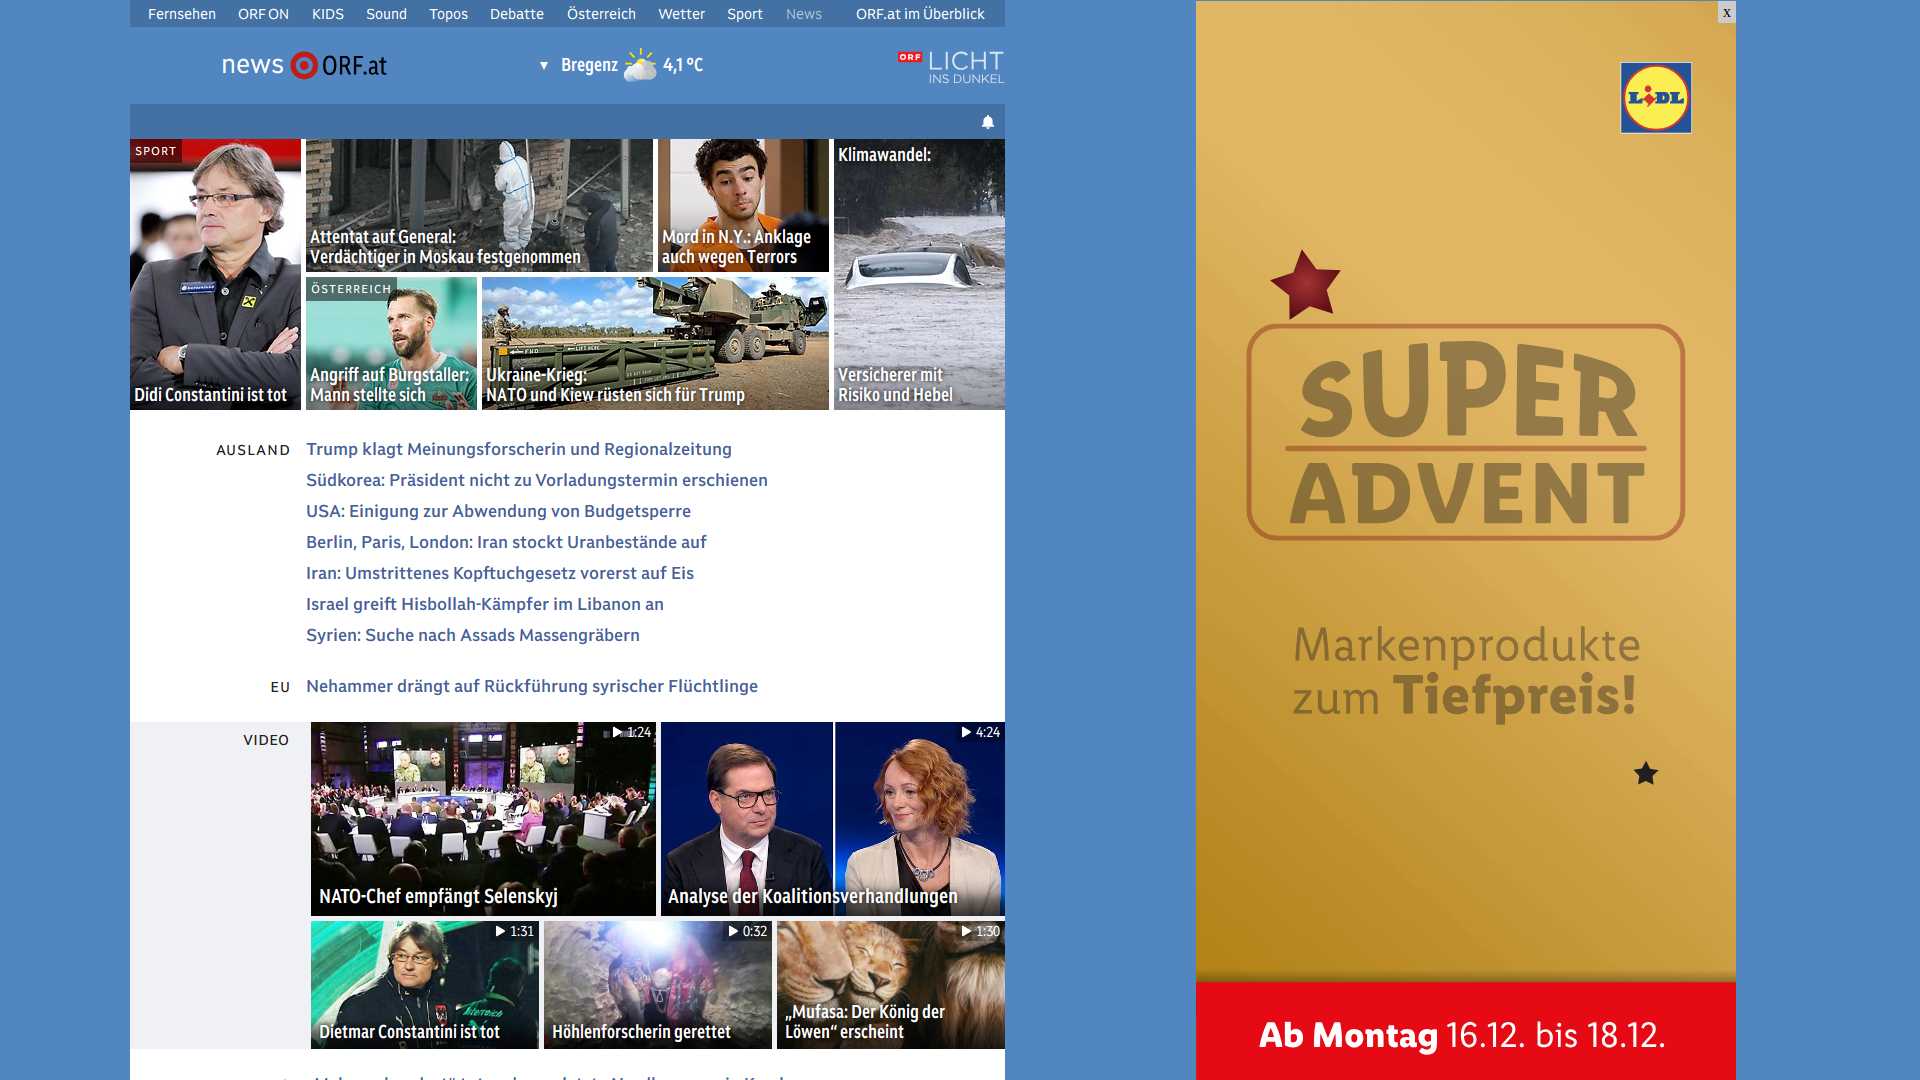 Fernsehen ORF ON KIDS Sound Topos Debatte Österreich Wetter Sport News ORF.at im Überblick
news ORF.at
Bregenz 4,1 °C
ORF LICHT
INS DUNKEL
SPORT
Didi Constantini ist tot
Attentat auf General:
Verdächtiger in Moskau festgenommen
Mord in N.Y.: Anklage
auch wegen Terrors
Klimawandel:
Versicherer mit
Risiko und Hebel
ÖSTERREICH
Angriff auf Burgstaller:
Mann stellte sich
Ukraine-Krieg:
NATO und Kiew rüsten sich für Trump
AUSLAND
Trump klagt Meinungsforscherin und Regionalzeitung
Südkorea: Präsident nicht zu Vorladungstermin erschienen
USA: Einigung zur Abwendung von Budgetsperre
Berlin, Paris, London: Iran stockt Uranbestände auf
Iran: Umstrittenes Kopftuchgesetz vorerst auf Eis
Israel greift Hisbollah-Kämpfer im Libanon an
Syrien: Suche nach Assads Massengräbern
EU
Nehammer drängt auf Rückführung syrischer Flüchtlinge
VIDEO
1:24
NATO-Chef empfängt Selenskyj
4:24
Analyse der Koalitionsverhandlungen
1:31
Dietmar Constantini ist tot
0:32
Höhlenforscherin gerettet
1:30
„Mufasa: Der König der
Löwen“ erscheint
x
LIDL
SUPER
ADVENT
Markenprodukte
zum Tiefpreis!
Ab Montag 16.12. bis 18.12.